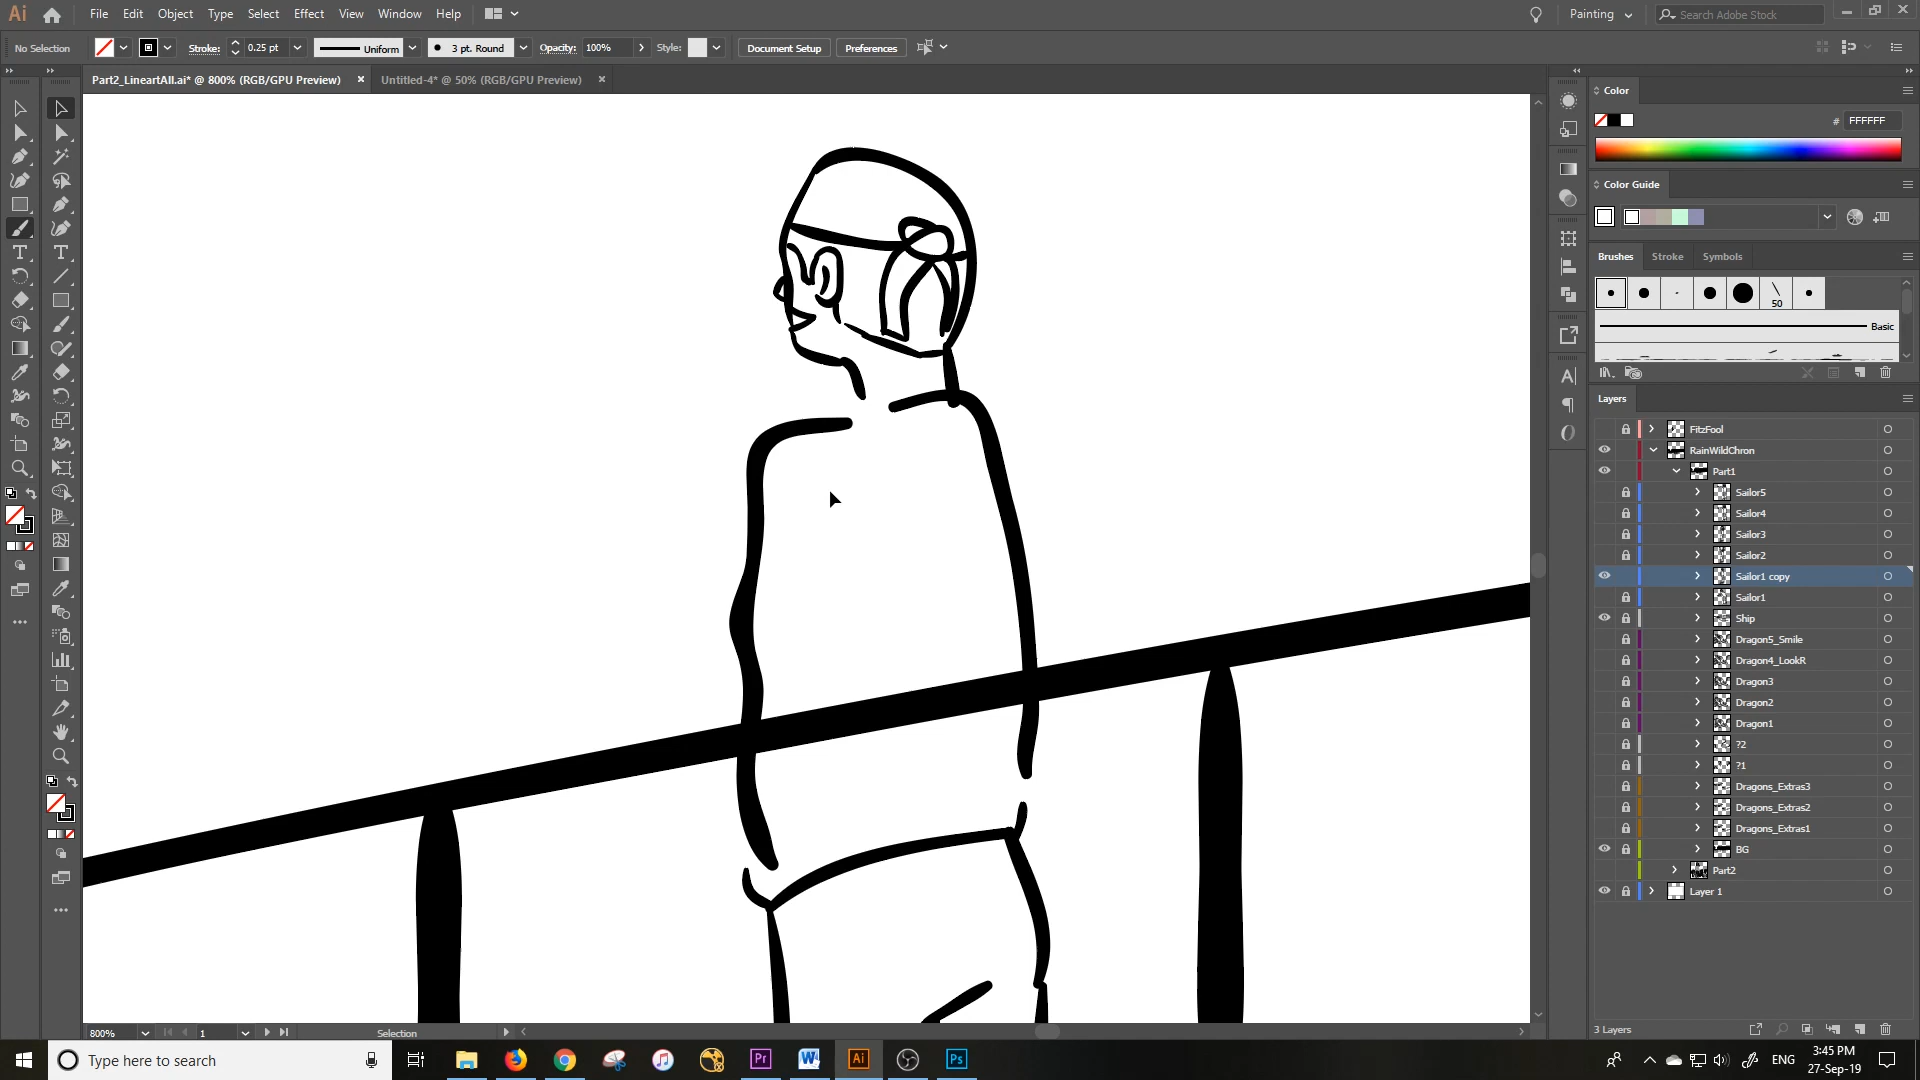 Ai File Edit Object Type Select Effect View Window Help Painting Search Adobe Stock
No Selection Stroke: 0.25 pt Uniform 3 pt. Round Opacity: 100% Style: Document Setup Preferences
Part2_LineartAll.ai* @ 800% (RGB/GPU Preview) × Untitled-4* @ 50% (RGB/GPU Preview) ×
Color
# FFFFFF
Color Guide
Brushes Stroke Symbols
50
Basic
Layers
FitzFool
RainWildChron
Part1
Sailor5
Sailor4
Sailor3
Sailor2
Sailor1 copy
Sailor1
Ship
Dragon5_Smile
Dragon4_LookR
Dragon3
Dragon2
Dragon1
?2
?1
Dragons_Extras3
Dragons_Extras2
Dragons_Extras1
BG
Part2
Layer 1
3 Layers
800% 1 Selection
Type here to search
Pr W Ai Ps
ENG
3:45 PM
27-Sep-19